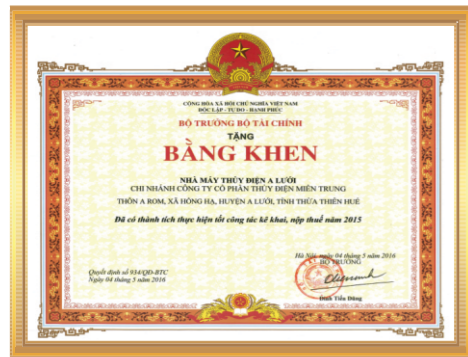 CỘNG HÒA XÃ HỘI CHỦ NGHĨA VIỆT NAM
ĐỘC LẬP - TỰ DO - HẠNH PHÚC
BỘ TRƯỞNG BỘ TÀI CHÍNH
TẶNG
BẰNG KHEN
NHÀ MÁY THỦY ĐIỆN A LƯỚI
CHI NHÁNH CÔNG TY CỔ PHẦN THỦY ĐIỆN MIỀN TRUNG
THÔN A ROM, XÃ HỒNG HẠ, HUYỆN A LƯỚI, TỈNH THỪA THIÊN HUẾ
Đã có thành tích thực hiện tốt công tác kê khai, nộp thuế năm 2015
Hà Nội, ngày 04 tháng 5 năm 2016
BỘ TRƯỞNG
Quyết định số 934/QĐ-BTC
Ngày 04 tháng 5 năm 2016
Đinh Tiến Dũng